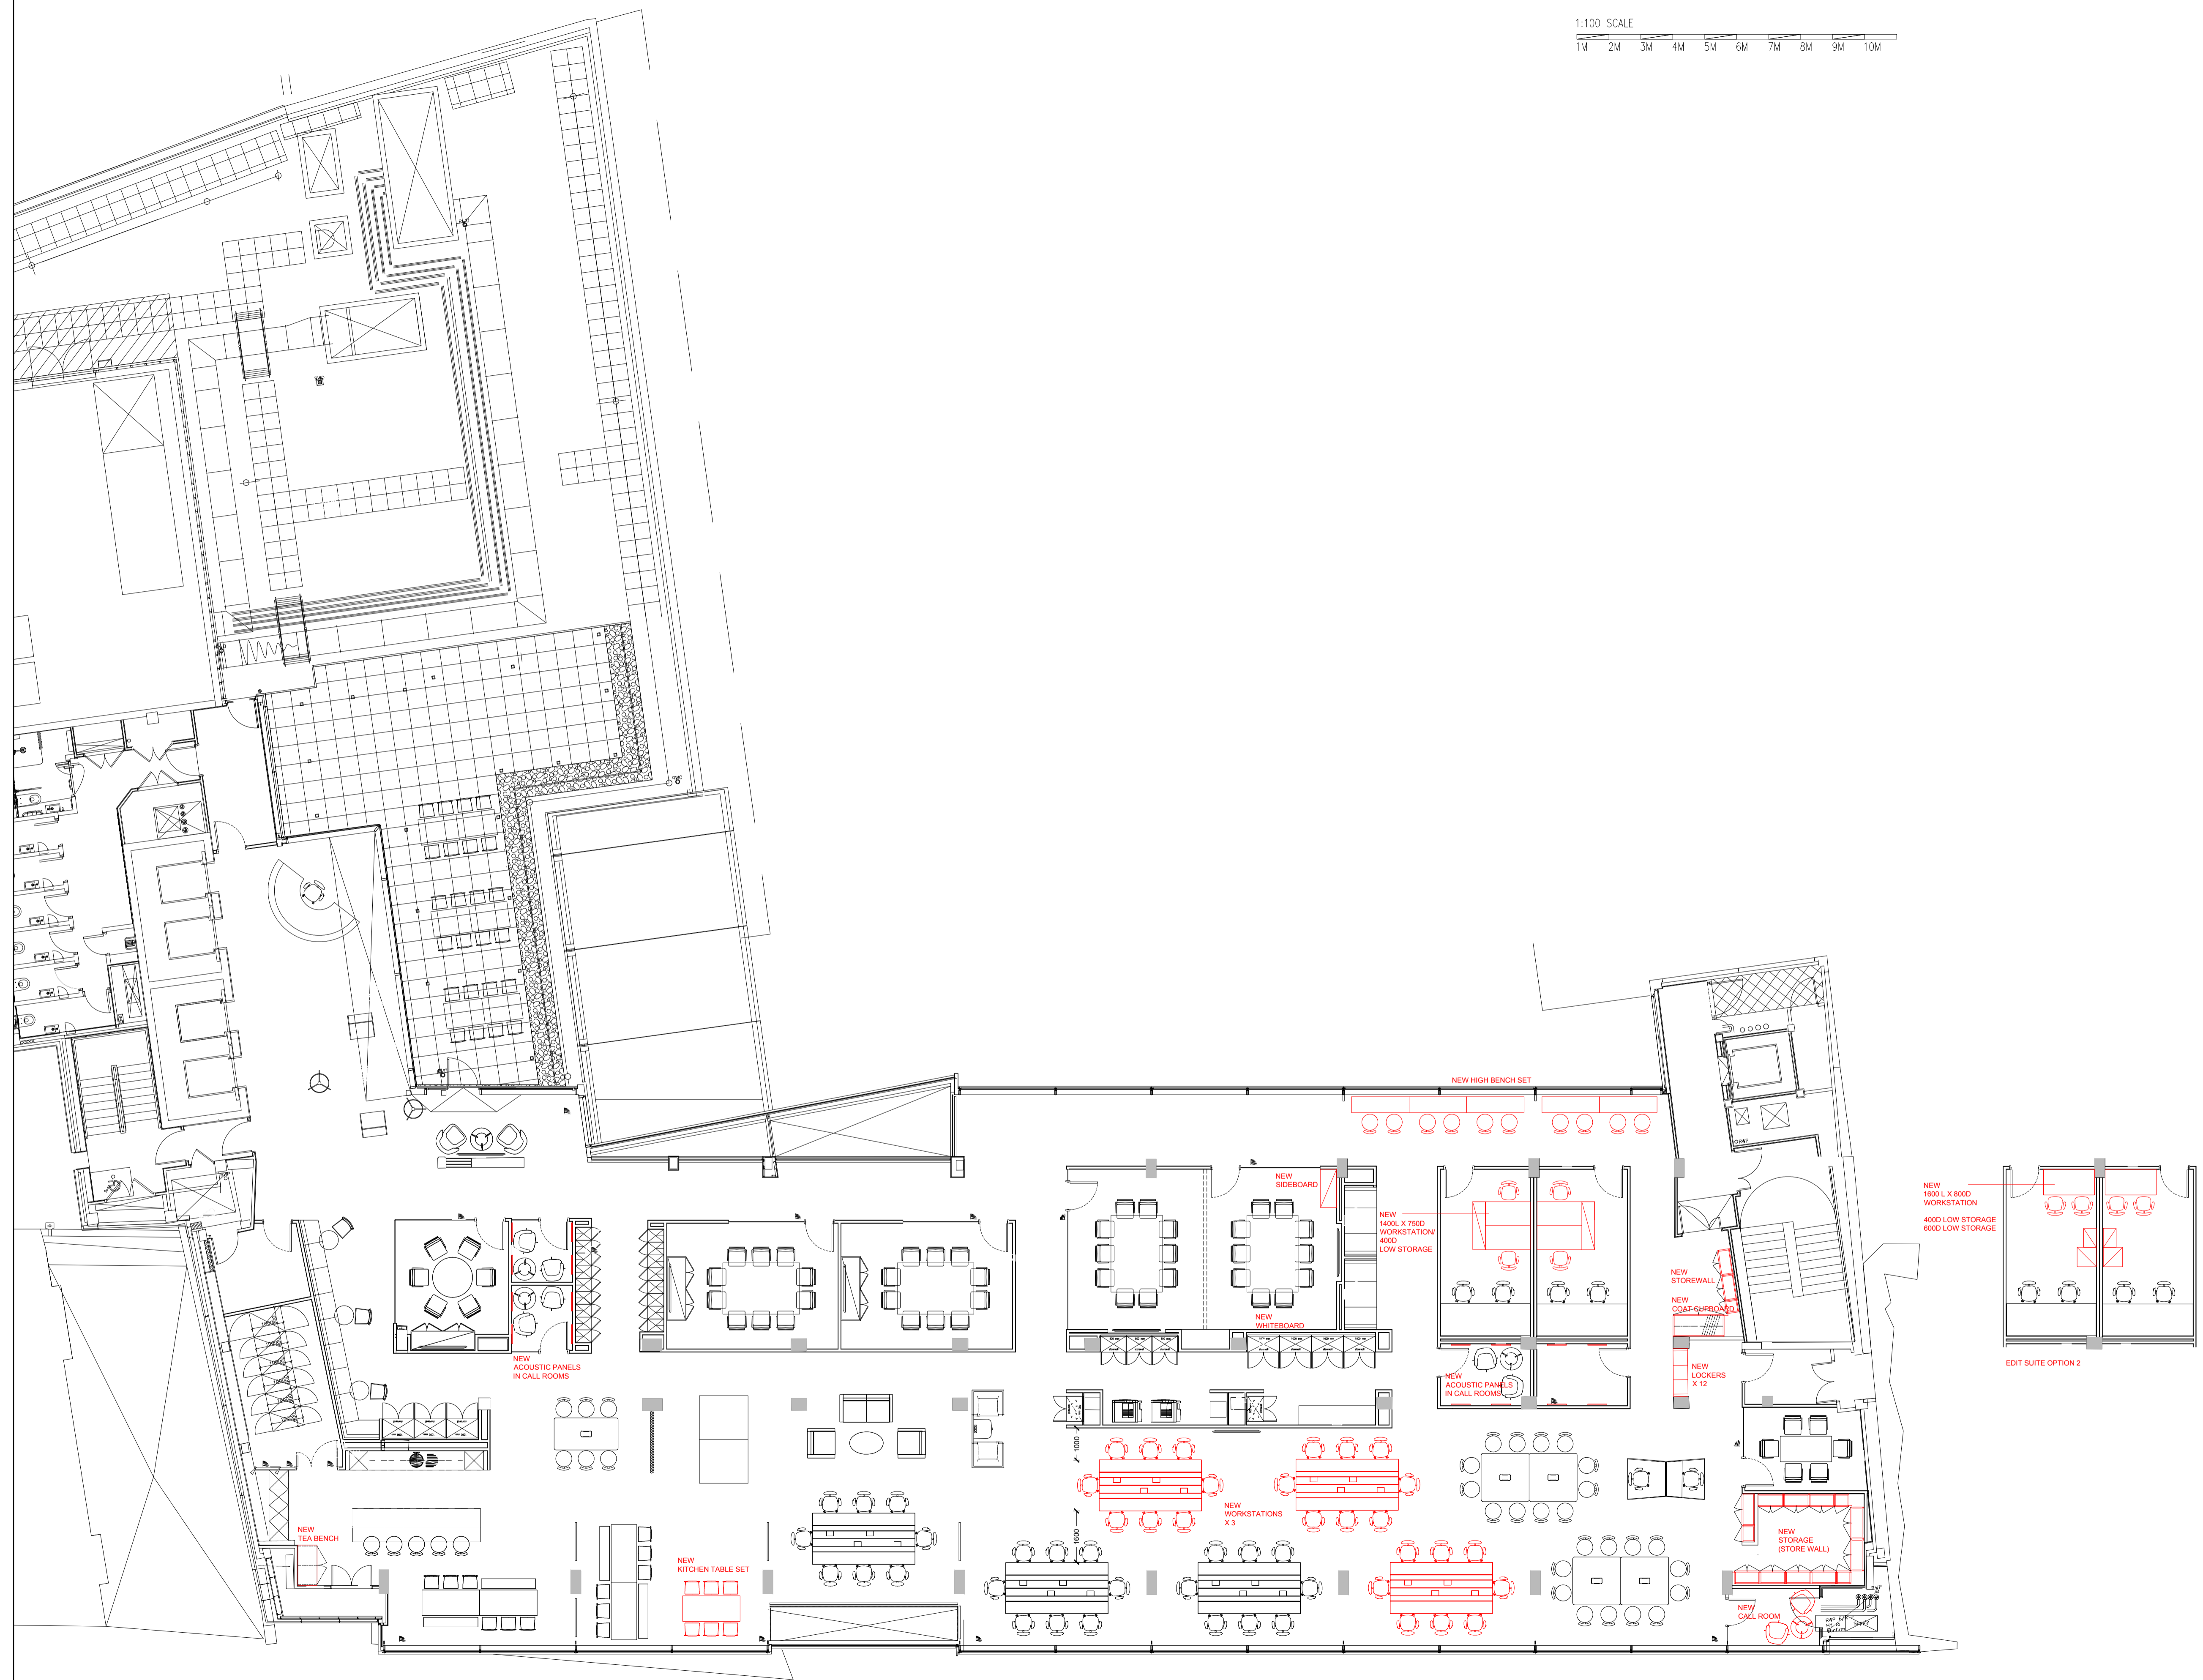 1:100 SCALE
1M 2M 3M 4M 5M 6M 7M 8M 9M 10M
NEW HIGH BENCH SET
NEW
SIDEBOARD
NEW
1400L X 750D
WORKSTATION/
400D
LOW STORAGE
NEW
1600 L X 800D
WORKSTATION
400D LOW STORAGE
600D LOW STORAGE
NEW
STOREWALL
NEW
COAT CUPBOARD
NEW
WHITEBOARD
NEW
ACOUSTIC PANELS
IN CALL ROOMS
NEW
ACOUSTIC PANELS
IN CALL ROOMS
NEW
LOCKERS
X 12
EDIT SUITE OPTION 2
1000
NEW
WORKSTATIONS
X 3
1600
NEW
TEA BENCH
NEW
KITCHEN TABLE SET
NEW
STORAGE
(STORE WALL)
NEW
CALL ROOM